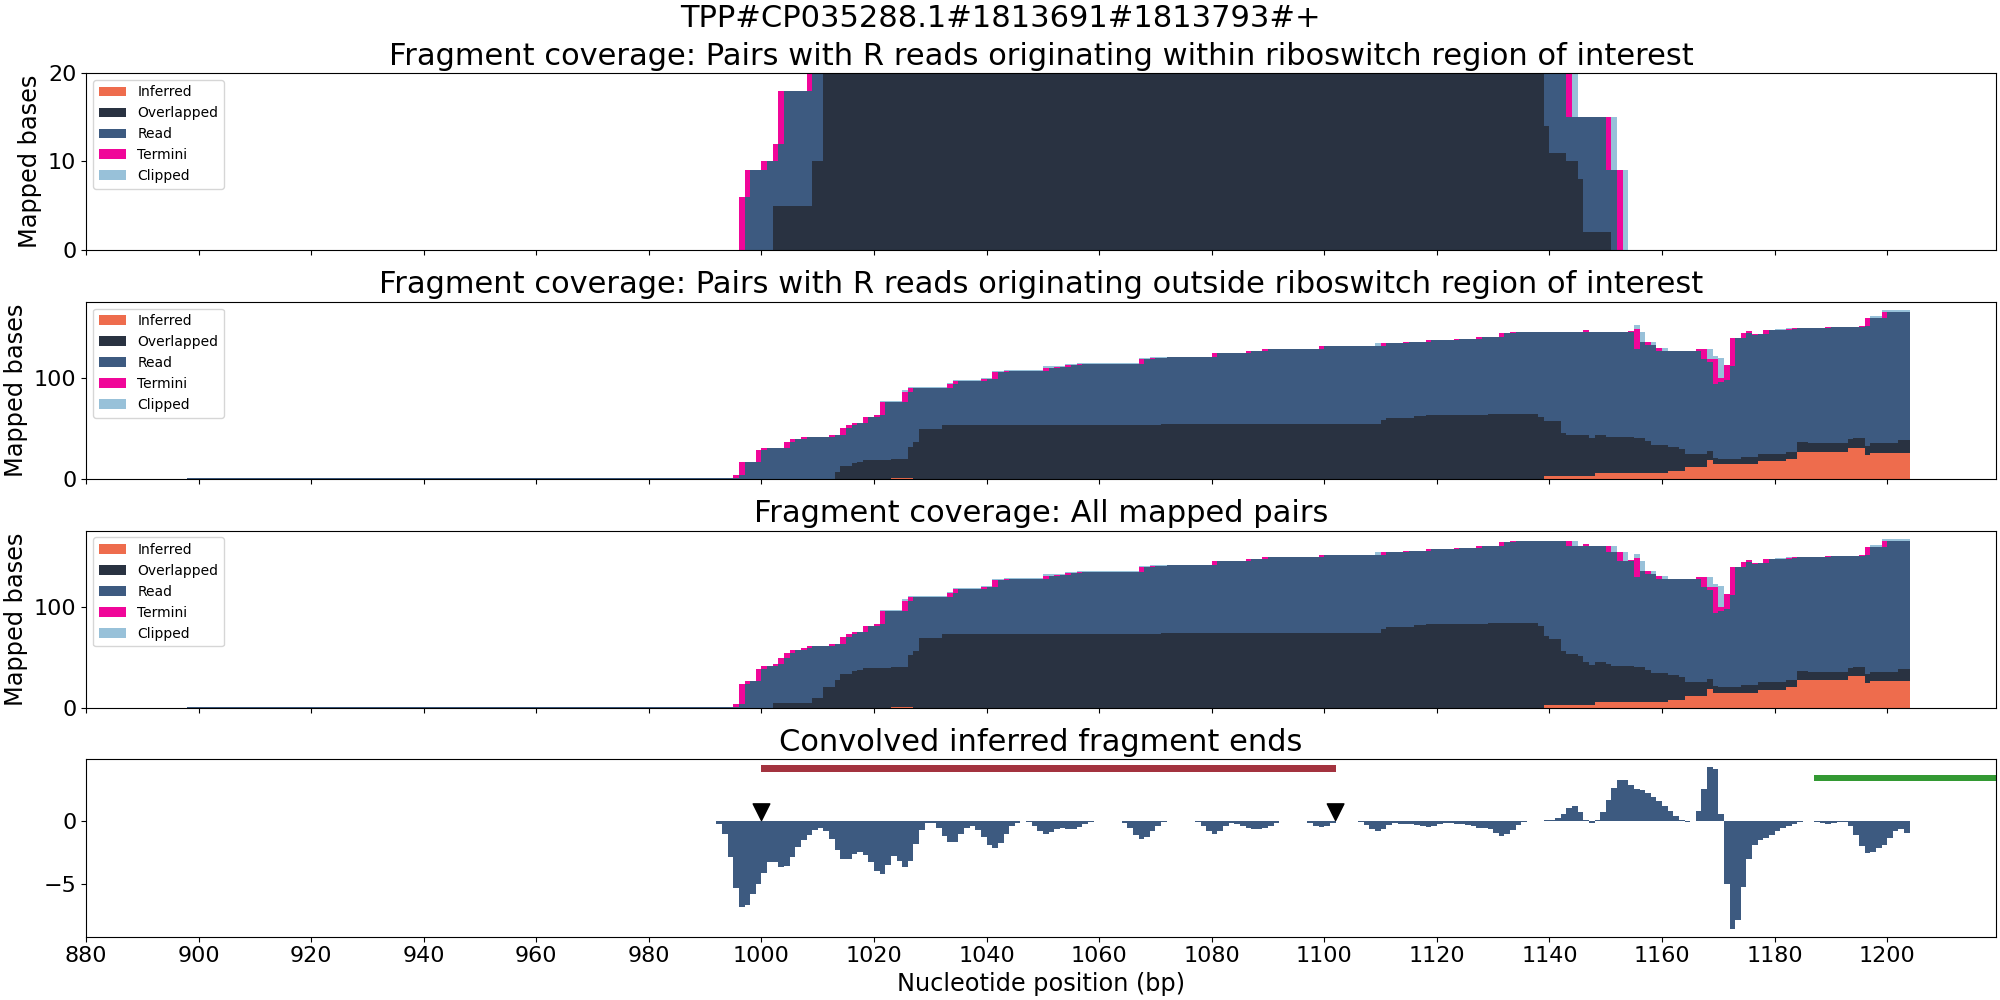 TPP#CP035288.1#1813691#1813793#+
Fragment coverage: Pairs with R reads originating within riboswitch region of interest
Mapped bases
20
10
0
Inferred
Overlapped
Read
Termini
Clipped
Fragment coverage: Pairs with R reads originating outside riboswitch region of interest
Mapped bases
100
0
Inferred
Overlapped
Read
Termini
Clipped
Fragment coverage: All mapped pairs
Mapped bases
100
0
Inferred
Overlapped
Read
Termini
Clipped
Convolved inferred fragment ends
0
−5
880 900 920 940 960 980 1000 1020 1040 1060 1080 1100 1120 1140 1160 1180 1200
Nucleotide position (bp)